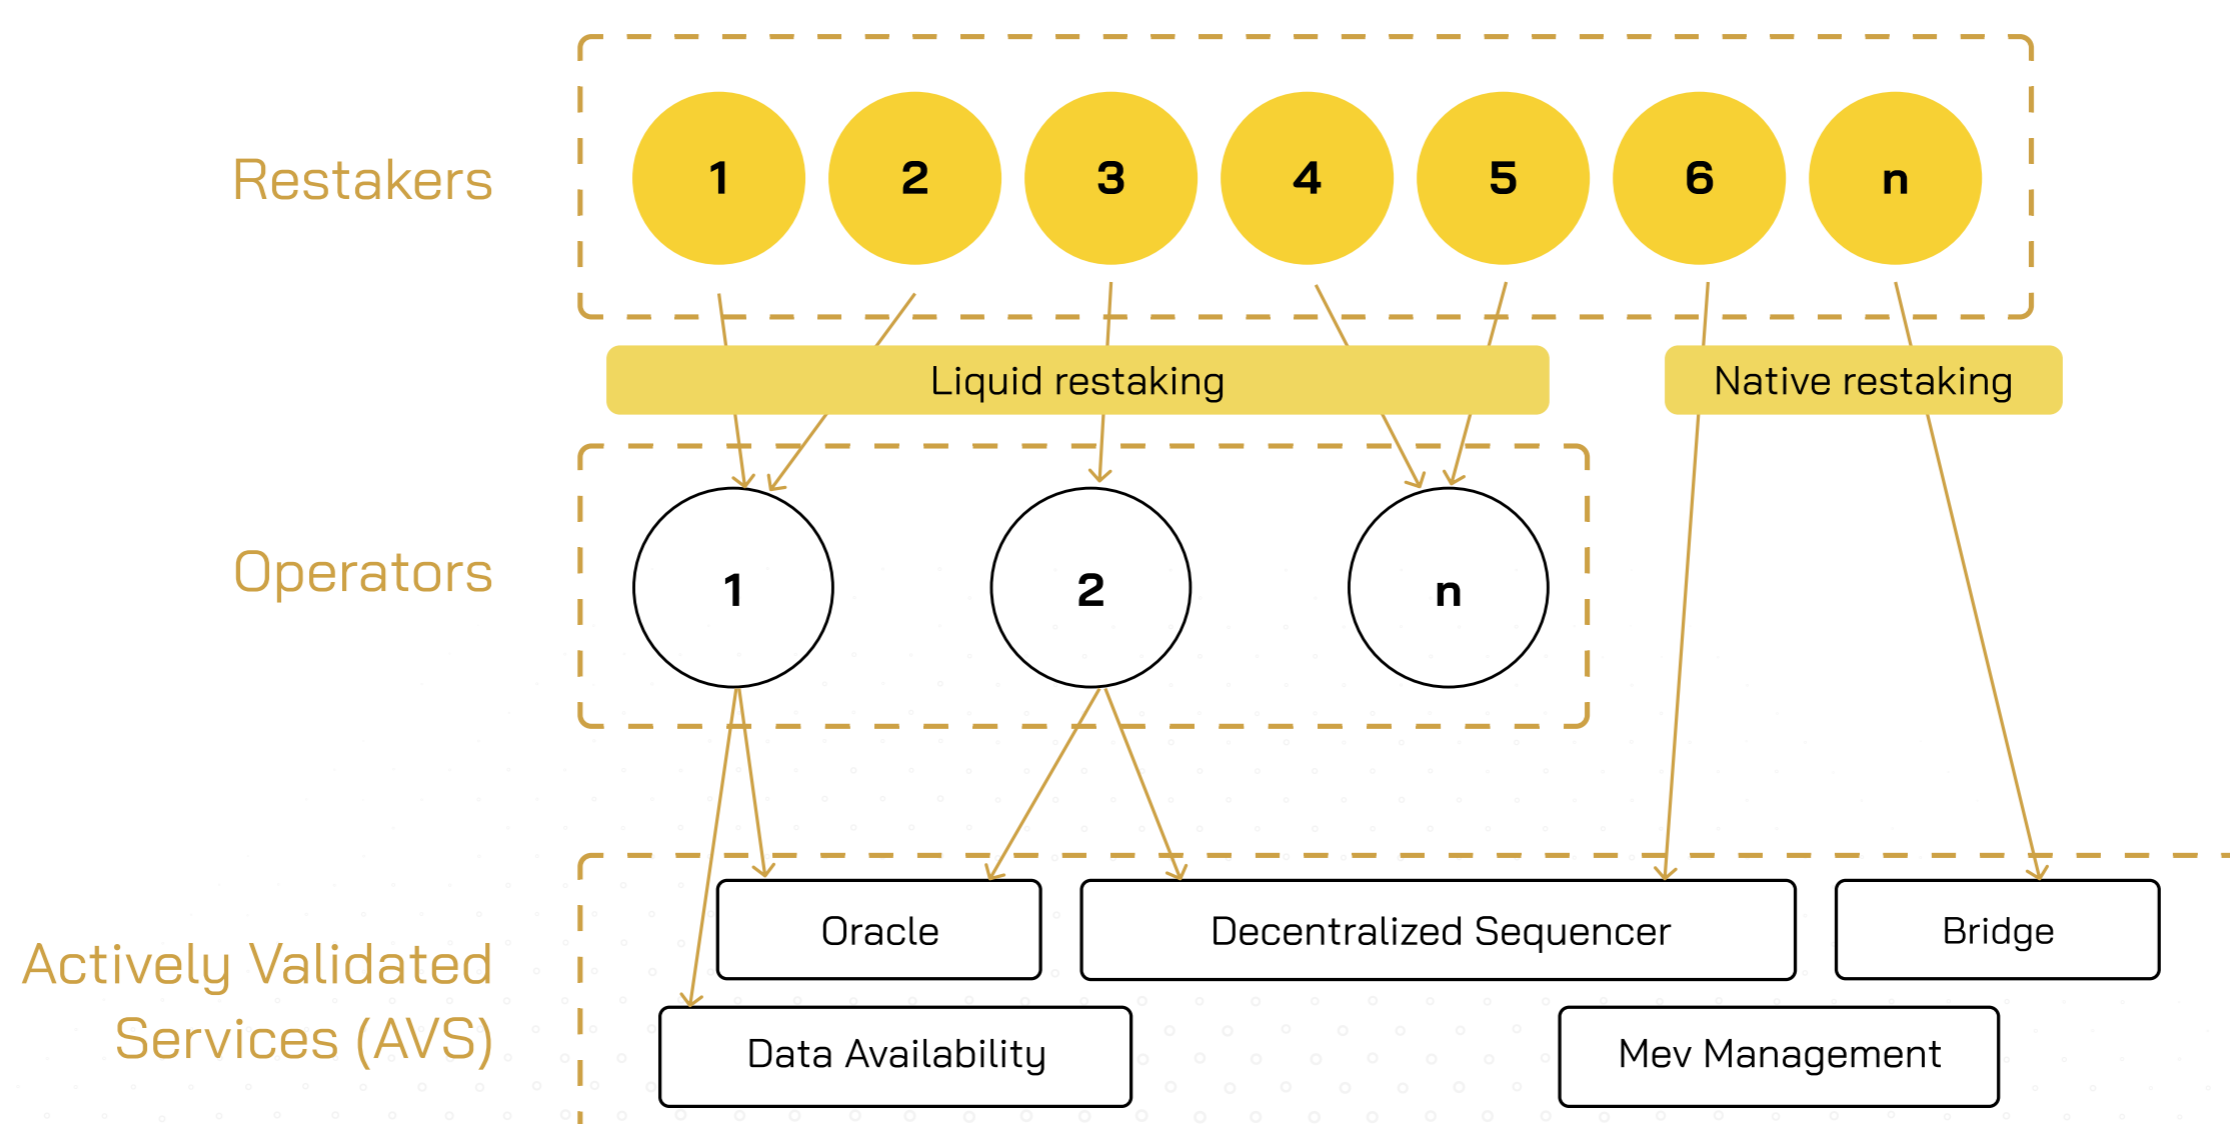 Restakers
1
2
3
4
5
6
n
Liquid restaking
Native restaking
Operators
1
2
n
Actively Validated
Services (AVS)
Oracle
Decentralized Sequencer
Bridge
Data Availability
Mev Management